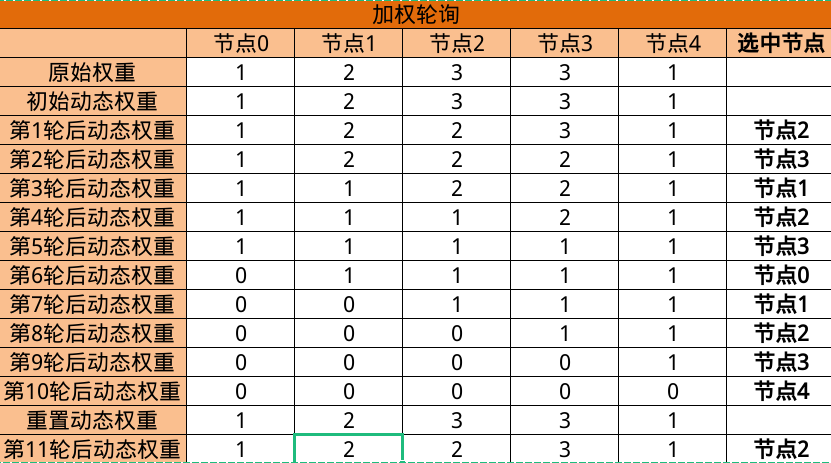 加权轮询
节点0 节点1 节点2 节点3 节点4 选中节点
原始权重 1 2 3 3 1
初始动态权重 1 2 3 3 1
第1轮后动态权重 1 2 2 3 1 节点2
第2轮后动态权重 1 2 2 2 1 节点3
第3轮后动态权重 1 1 2 2 1 节点1
第4轮后动态权重 1 1 1 2 1 节点2
第5轮后动态权重 1 1 1 1 1 节点3
第6轮后动态权重 0 1 1 1 1 节点0
第7轮后动态权重 0 0 1 1 1 节点1
第8轮后动态权重 0 0 0 1 1 节点2
第9轮后动态权重 0 0 0 0 1 节点3
第10轮后动态权重 0 0 0 0 0 节点4
重置动态权重 1 2 3 3 1
第11轮后动态权重 1 2 2 3 1 节点2